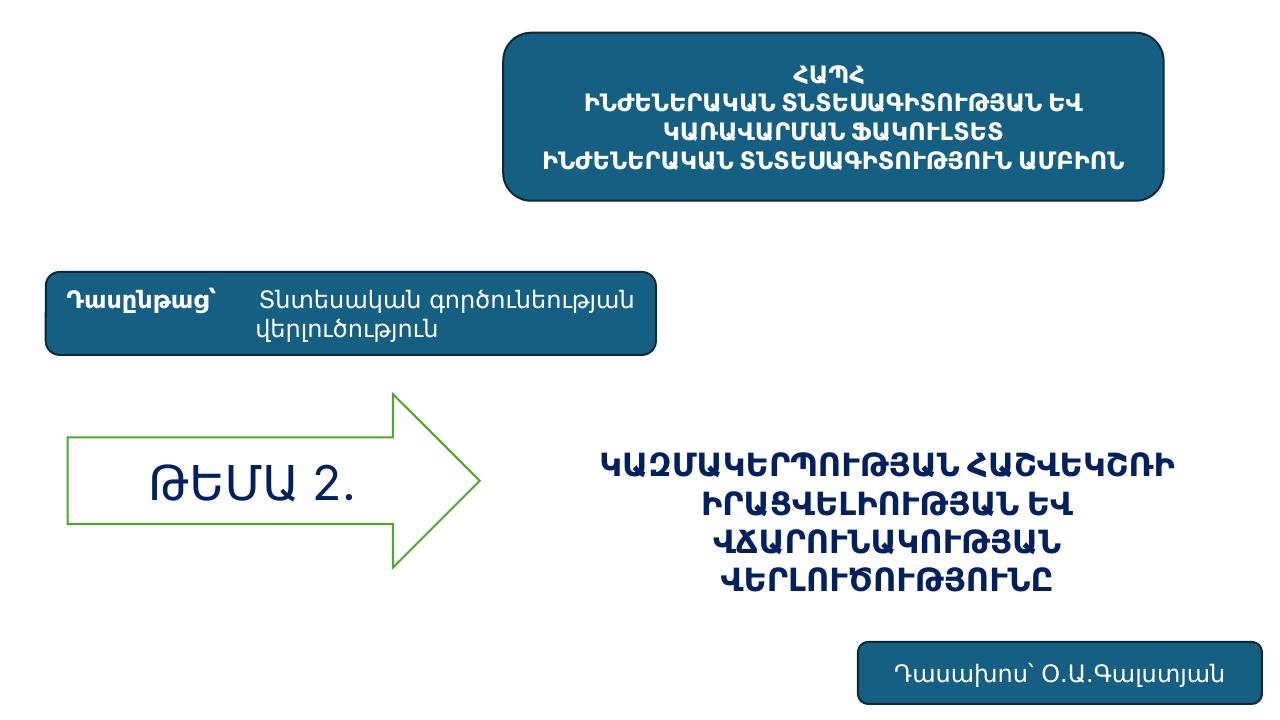 ՀԱՊՀ
ԻՆԺԵՆԵՐԱԿԱՆ ՏՆՏԵՍԱԳԻՏՈՒԹՅԱՆ ԵՎ
ԿԱՌԱՎԱՐՄԱՆ ՖԱԿՈՒԼՏԵՏ
ԻՆԺԵՆԵՐԱԿԱՆ ՏՆՏԵՍԱԳԻՏՈՒԹՅՈՒՆ ԱՄԲԻՈՆ
Դասընթաց՝ Տնտեսական գործունեության
վերլուծություն
ԹԵՄԱ 2.
ԿԱԶՄԱԿԵՐՊՈՒԹՅԱՆ ՀԱՇՎԵԿՇՌԻ
ԻՐԱՑՎԵԼԻՈՒԹՅԱՆ ԵՎ
ՎՃԱՐՈՒՆԱԿՈՒԹՅԱՆ
ՎԵՐԼՈՒԾՈՒԹՅՈՒՆԸ
Դասախոս՝ Օ.Ա.Գալստյան